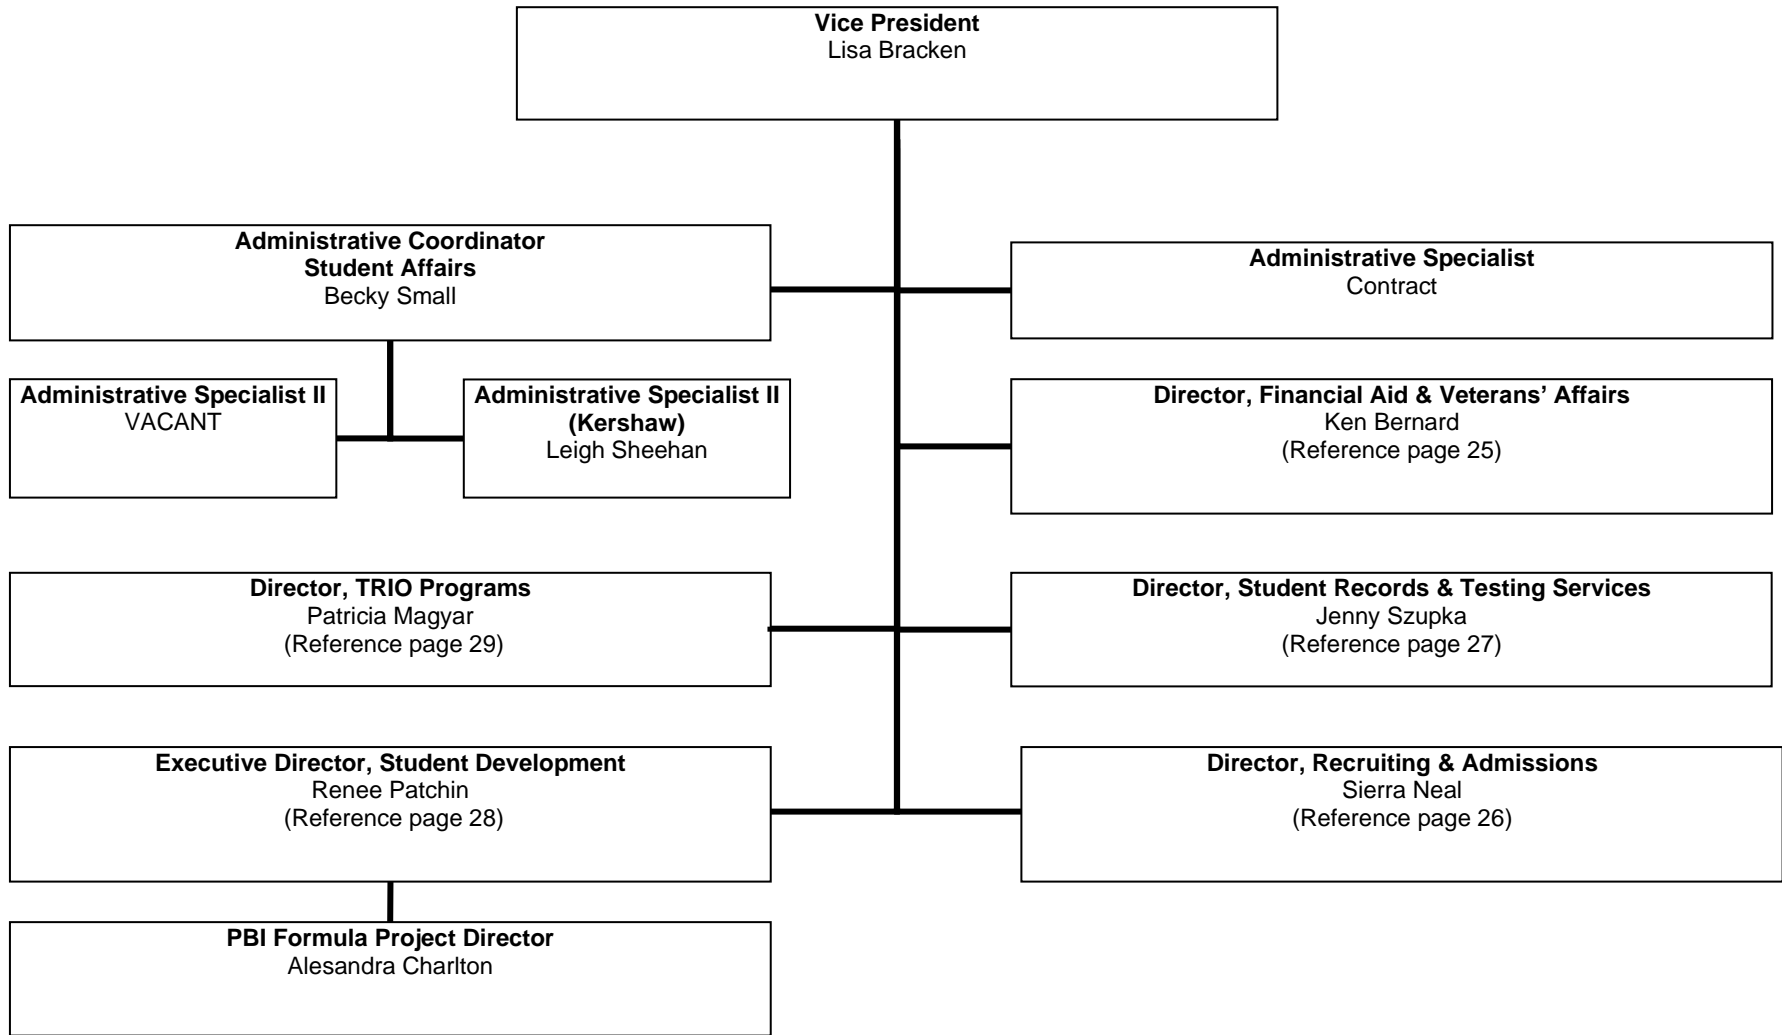 Vice President
Lisa Bracken
Administrative Coordinator
Student Affairs
Becky Small
Administrative Specialist
Contract
Administrative Specialist II
VACANT
Administrative Specialist II
(Kershaw)
Leigh Sheehan
Director, Financial Aid & Veterans’ Affairs
Ken Bernard
(Reference page 25)
Director, TRIO Programs
Patricia Magyar
(Reference page 29)
Director, Student Records & Testing Services
Jenny Szupka
(Reference page 27)
Executive Director, Student Development
Renee Patchin
(Reference page 28)
Director, Recruiting & Admissions
Sierra Neal
(Reference page 26)
PBI Formula Project Director
Alesandra Charlton